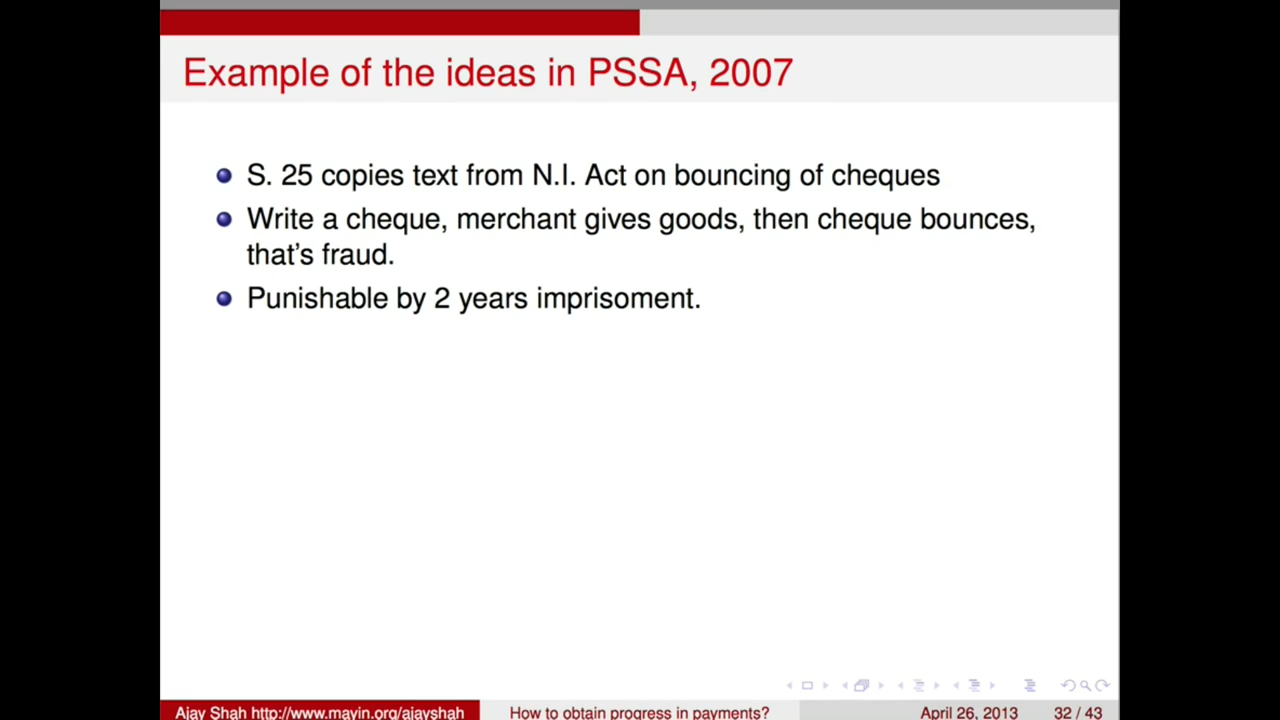 Example of the ideas in PSSA, 2007
S. 25 copies text from N.I. Act on bouncing of cheques
Write a cheque, merchant gives goods, then cheque bounces,
that's fraud.
Punishable by 2 years imprisoment.
Ajay Shah http://www.mayin.org/ajayshah How to obtain progress in payments? April 26, 2013 32 / 43